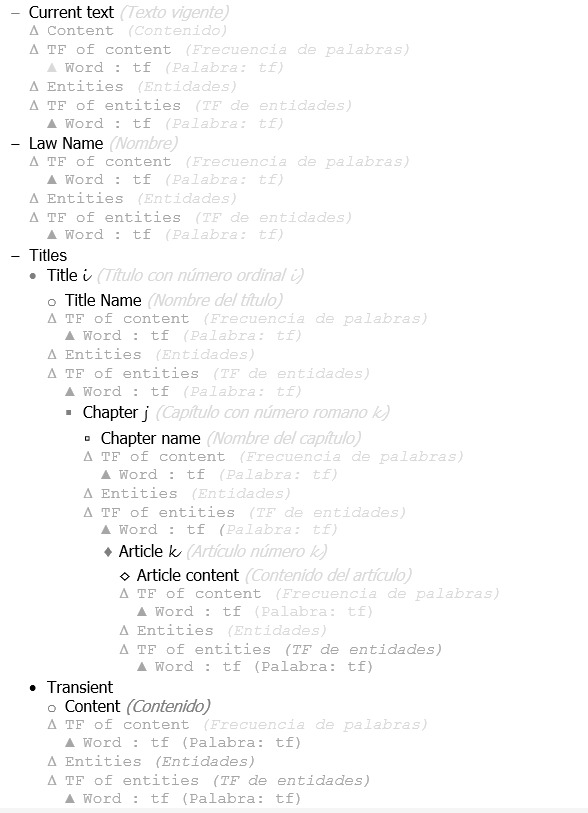 – Current text (Texto vigente)
Δ Content (Contenido)
Δ TF of content (Frecuencia de palabras)
▲ Word : tf (Palabra: tf)
Δ Entities (Entidades)
Δ TF of entities (TF de entidades)
▲ Word : tf (Palabra: tf)
– Law Name (Nombre)
Δ TF of content (Frecuencia de palabras)
▲ Word : tf (Palabra: tf)
Δ Entities (Entidades)
Δ TF of entities (TF de entidades)
▲ Word : tf (Palabra: tf)
– Titles
• Title i (Título con número ordinal i)
o Title Name (Nombre del título)
Δ TF of content (Frecuencia de palabras)
▲ Word : tf (Palabra: tf)
Δ Entities (Entidades)
Δ TF of entities (TF de entidades)
▲ Word : tf (Palabra: tf)
▪ Chapter j (Capítulo con número romano k)
▫ Chapter name (Nombre del capítulo)
Δ TF of content (Frecuencia de palabras)
▲ Word : tf (Palabra: tf)
Δ Entities (Entidades)
Δ TF of entities (TF de entidades)
▲ Word : tf (Palabra: tf)
♦ Article k (Artículo número k)
◇ Article content (Contenido del artículo)
Δ TF of content (Frecuencia de palabras)
▲ Word : tf (Palabra: tf)
Δ Entities (Entidades)
Δ TF of entities (TF de entidades)
▲ Word : tf (Palabra: tf)
• Transient
o Content (Contenido)
Δ TF of content (Frecuencia de palabras)
▲ Word : tf (Palabra: tf)
Δ Entities (Entidades)
Δ TF of entities (TF de entidades)
▲ Word : tf (Palabra: tf)